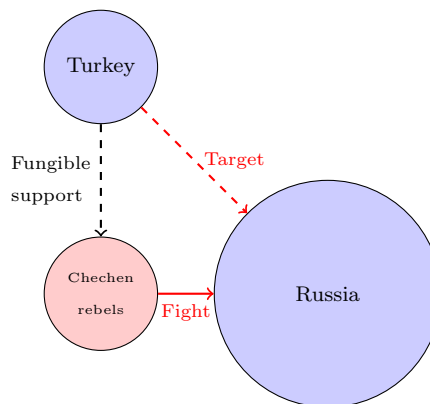 Turkey
Target
Fungible
support
Chechen
rebels
Fight
Russia